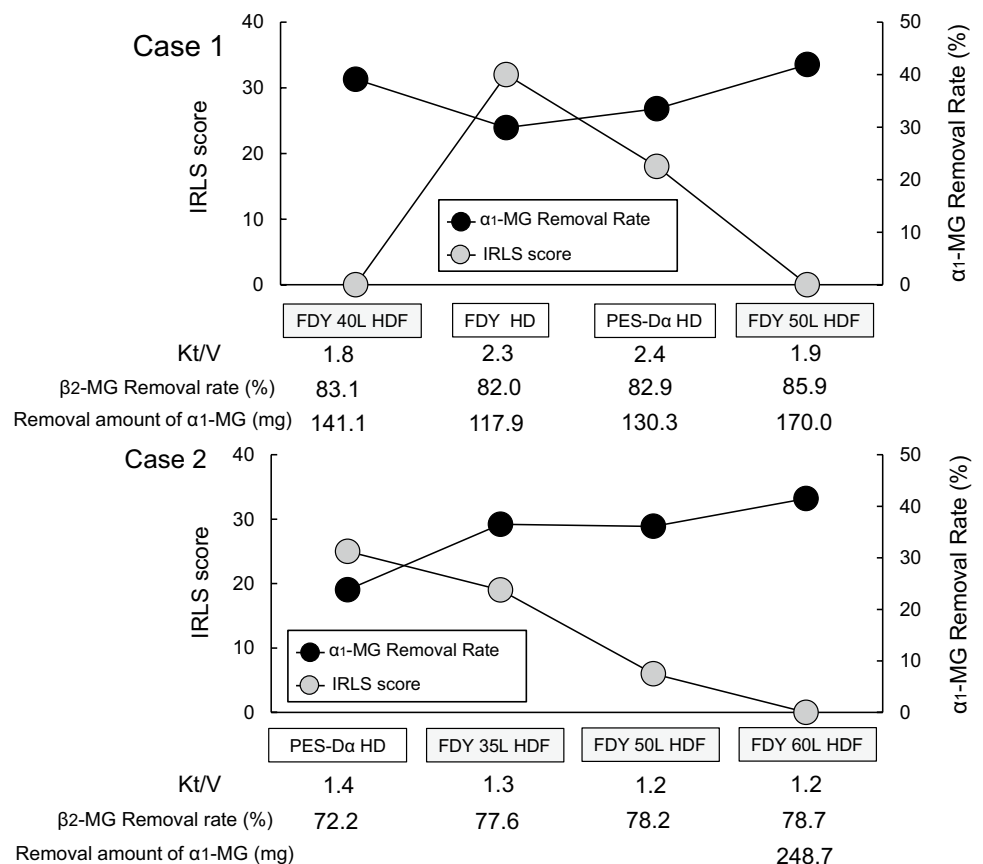 Case 1
40
30
20
10
0
IRLS score
50
40
30
20
10
0
α1-MG Removal Rate (%)
α1-MG Removal Rate
IRLS score
FDY 40L HDF FDY HD PES-Dα HD FDY 50L HDF
Kt/V 1.8 2.3 2.4 1.9
β2-MG Removal rate (%) 83.1 82.0 82.9 85.9
Removal amount of α1-MG (mg) 141.1 117.9 130.3 170.0
Case 2
40
30
20
10
0
IRLS score
50
40
30
20
10
0
α1-MG Removal Rate (%)
α1-MG Removal Rate
IRLS score
PES-Dα HD FDY 35L HDF FDY 50L HDF FDY 60L HDF
Kt/V 1.4 1.3 1.2 1.2
β2-MG Removal rate (%) 72.2 77.6 78.2 78.7
Removal amount of α1-MG (mg) 248.7